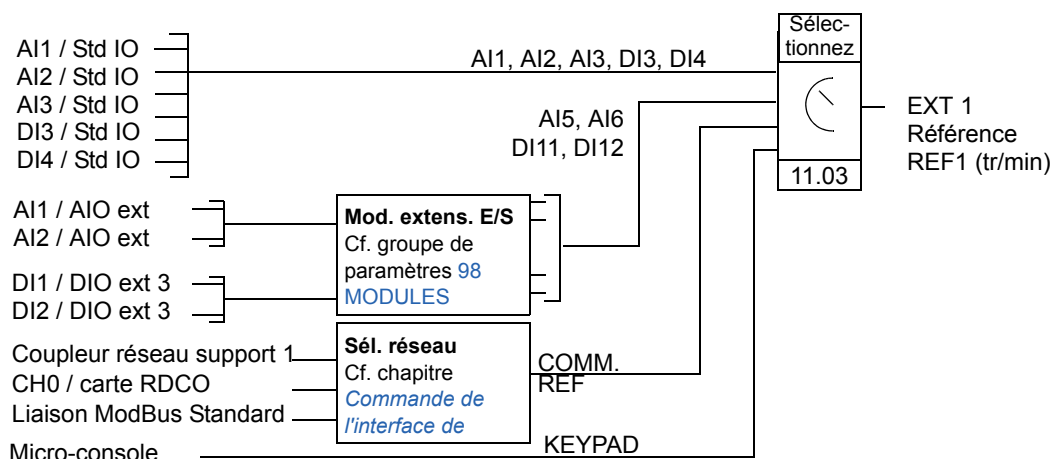 Sélec-
tionnez
AI1 / Std IO
AI2 / Std IO
AI3 / Std IO
DI3 / Std IO
DI4 / Std IO
AI1, AI2, AI3, DI3, DI4
AI5, AI6
DI11, DI12
11.03
EXT 1
Référence
REF1 (tr/min)
AI1 / AIO ext
AI2 / AIO ext
DI1 / DIO ext 3
DI2 / DIO ext 3
Mod. extens. E/S
Cf. groupe de
paramètres 98
MODULES
Coupleur réseau support 1
CH0 / carte RDCO
Liaison ModBus Standard
Sél. réseau
Cf. chapitre
Commande de
l'interface de
COMM.
REF
Micro-console
KEYPAD